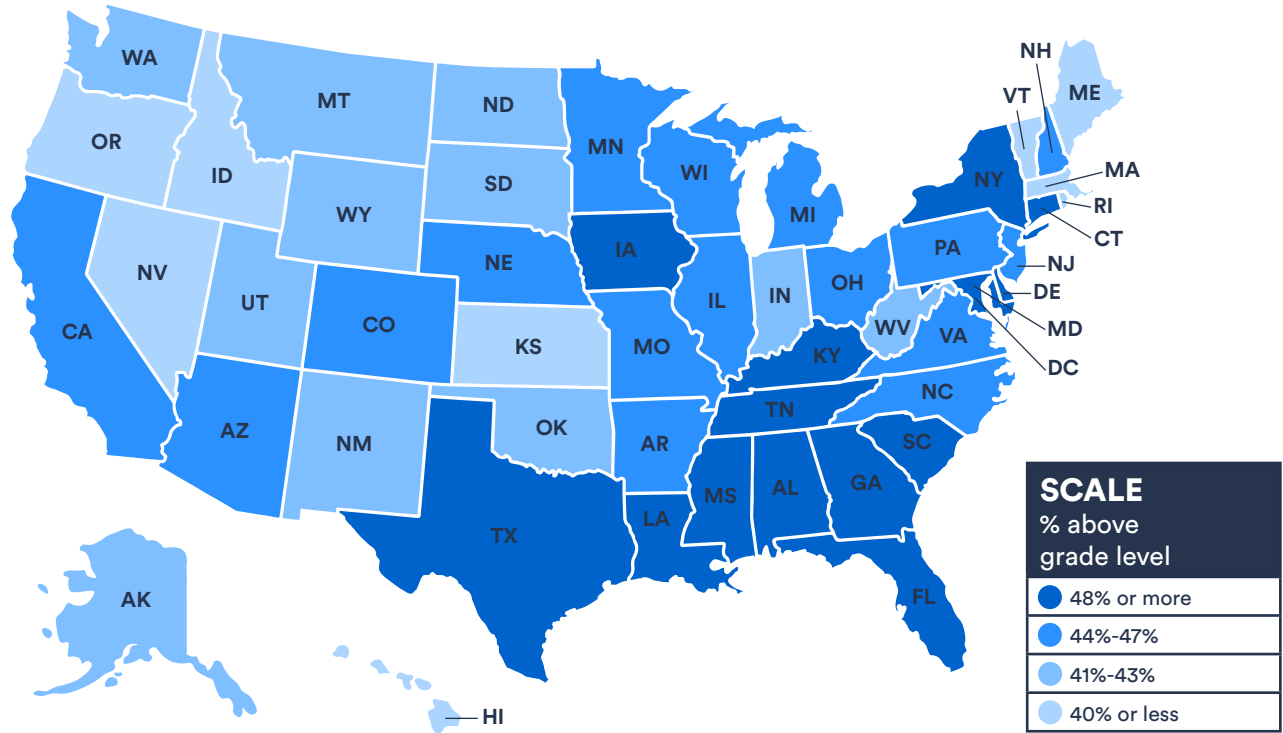 NH
WA
VT
ME
MT
ND
OR
MN
MA
ID
WI
NY
SD
RI
WY
MI
CT
IA
PA
NE
NJ
NV
IN
OH
DE
UT
IL
CO
WV
MD
CA
VA
KS
MO
KY
DC
NC
TN
OK
AZ
NM
AR
SC
GA
AL
MS
LA
TX
FL
AK
HI
SCALE
% above
grade level
48% or more
44%-47%
41%-43%
40% or less